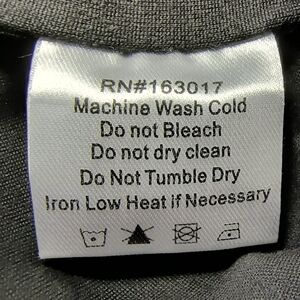 RN#163017
Machine Wash Cold
Do not Bleach
Do not dry clean
Do Not Tumble Dry
Iron Low Heat if Necessary